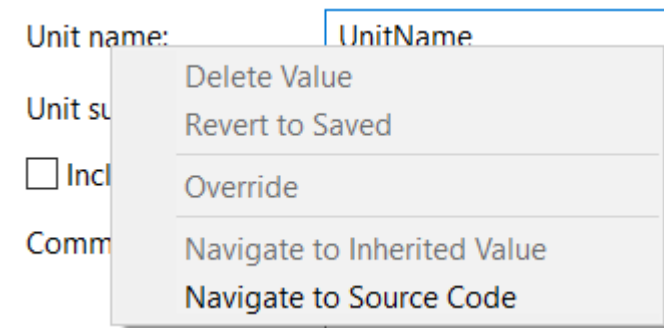 Unit name: UnitName
Delete Value
Unit su
Revert to Saved
Incl
Override
Comm
Navigate to Inherited Value
Navigate to Source Code